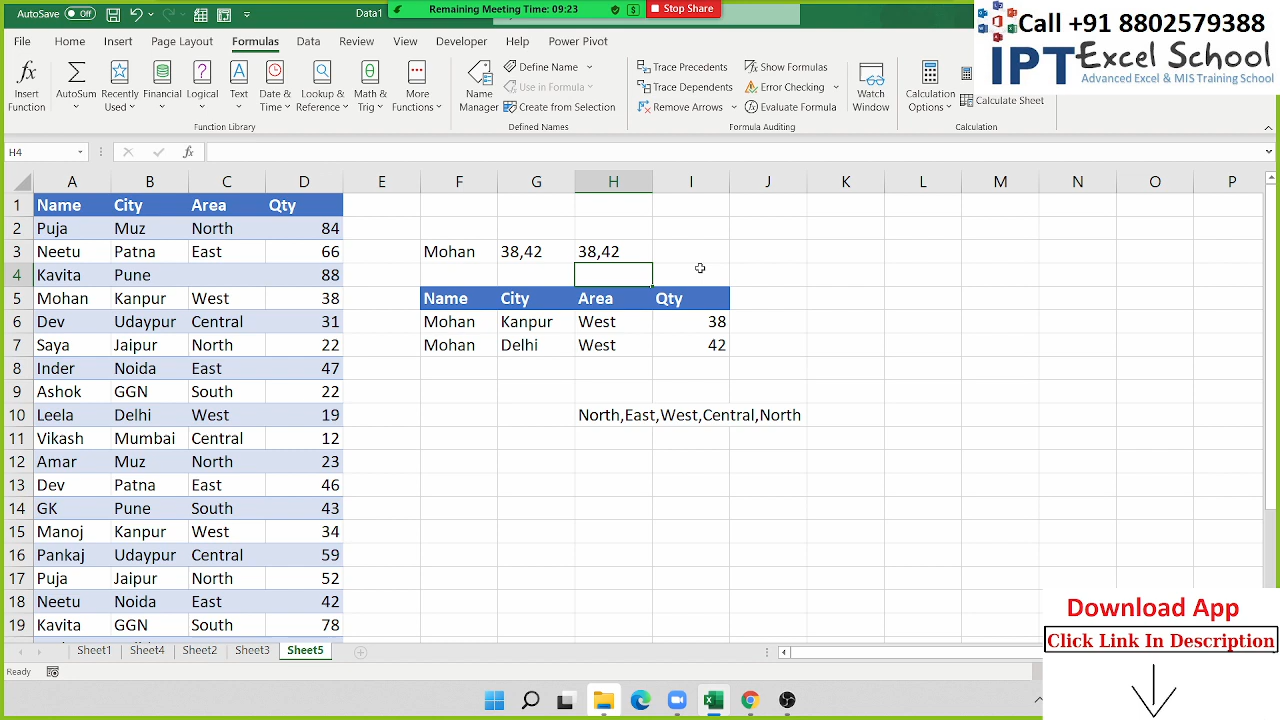 AutoSave Off
Data1
Remaining Meeting Time: 09:23
Stop Share
Call +91 8802579388
IPT Excel School
Advanced Excel & MIS Training School
File Home Insert Page Layout Formulas Data Review View Developer Help Power Pivot
Insert Function
AutoSum
Recently Used
Financial
Logical
Text
Date & Time
Lookup & Reference
Math & Trig
More Functions
Function Library
Name Manager
Define Name
Use in Formula
Create from Selection
Defined Names
Trace Precedents
Trace Dependents
Remove Arrows
Show Formulas
Error Checking
Evaluate Formula
Formula Auditing
Watch Window
Calculation Options
Calculate Sheet
Calculation
H4 fx
A B C D E F G H I J K L M N O P
1 Name City Area Qty
2 Puja Muz North 84
3 Neetu Patna East 66 Mohan 38,42 38,42
4 Kavita Pune 88
5 Mohan Kanpur West 38 Name City Area Qty
6 Dev Udaypur Central 31 Mohan Kanpur West 38
7 Saya Jaipur North 22 Mohan Delhi West 42
8 Inder Noida East 47
9 Ashok GGN South 22
10 Leela Delhi West 19 North,East,West,Central,North
11 Vikash Mumbai Central 12
12 Amar Muz North 23
13 Dev Patna East 46
14 GK Pune South 43
15 Manoj Kanpur West 34
16 Pankaj Udaypur Central 59
17 Puja Jaipur North 52
18 Neetu Noida East 42
19 Kavita GGN South 78
Sheet1 Sheet4 Sheet2 Sheet3 Sheet5
Ready
Download App
Click Link In Description